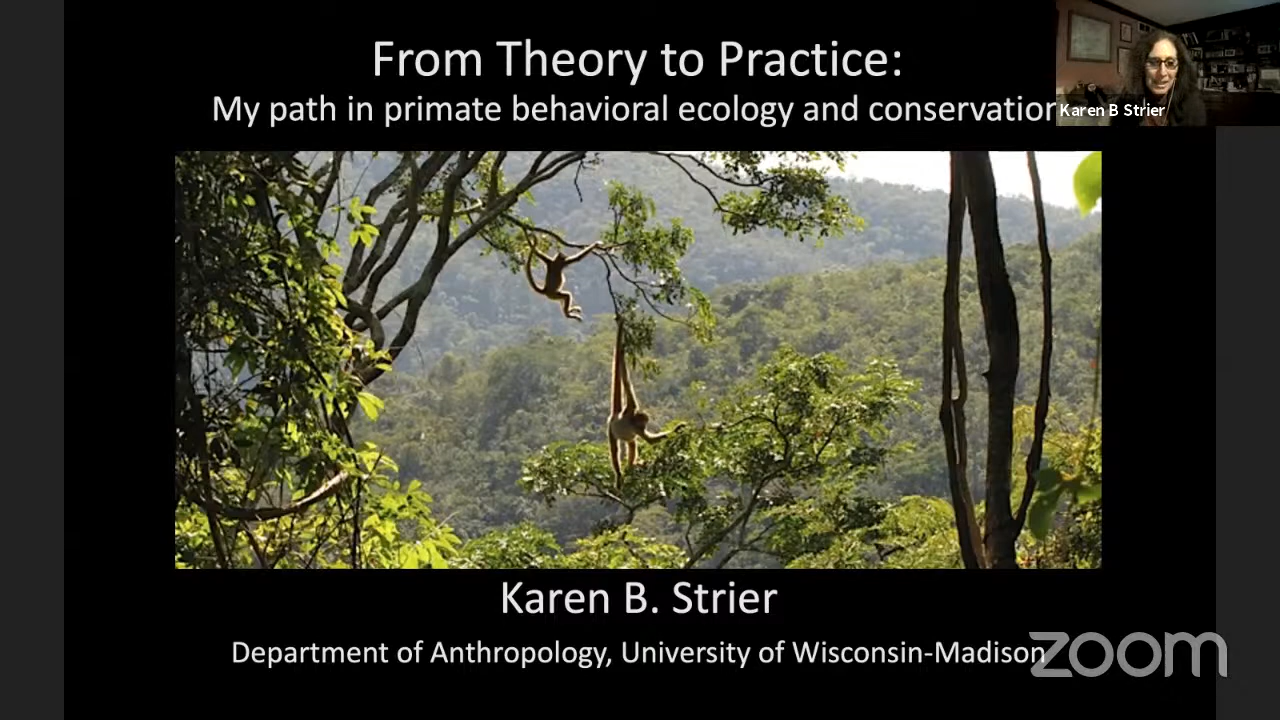 From Theory to Practice:
My path in primate behavioral ecology and conservation
Karen B Strier
Karen B. Strier
Department of Anthropology, University of Wisconsin-Madison
zoom